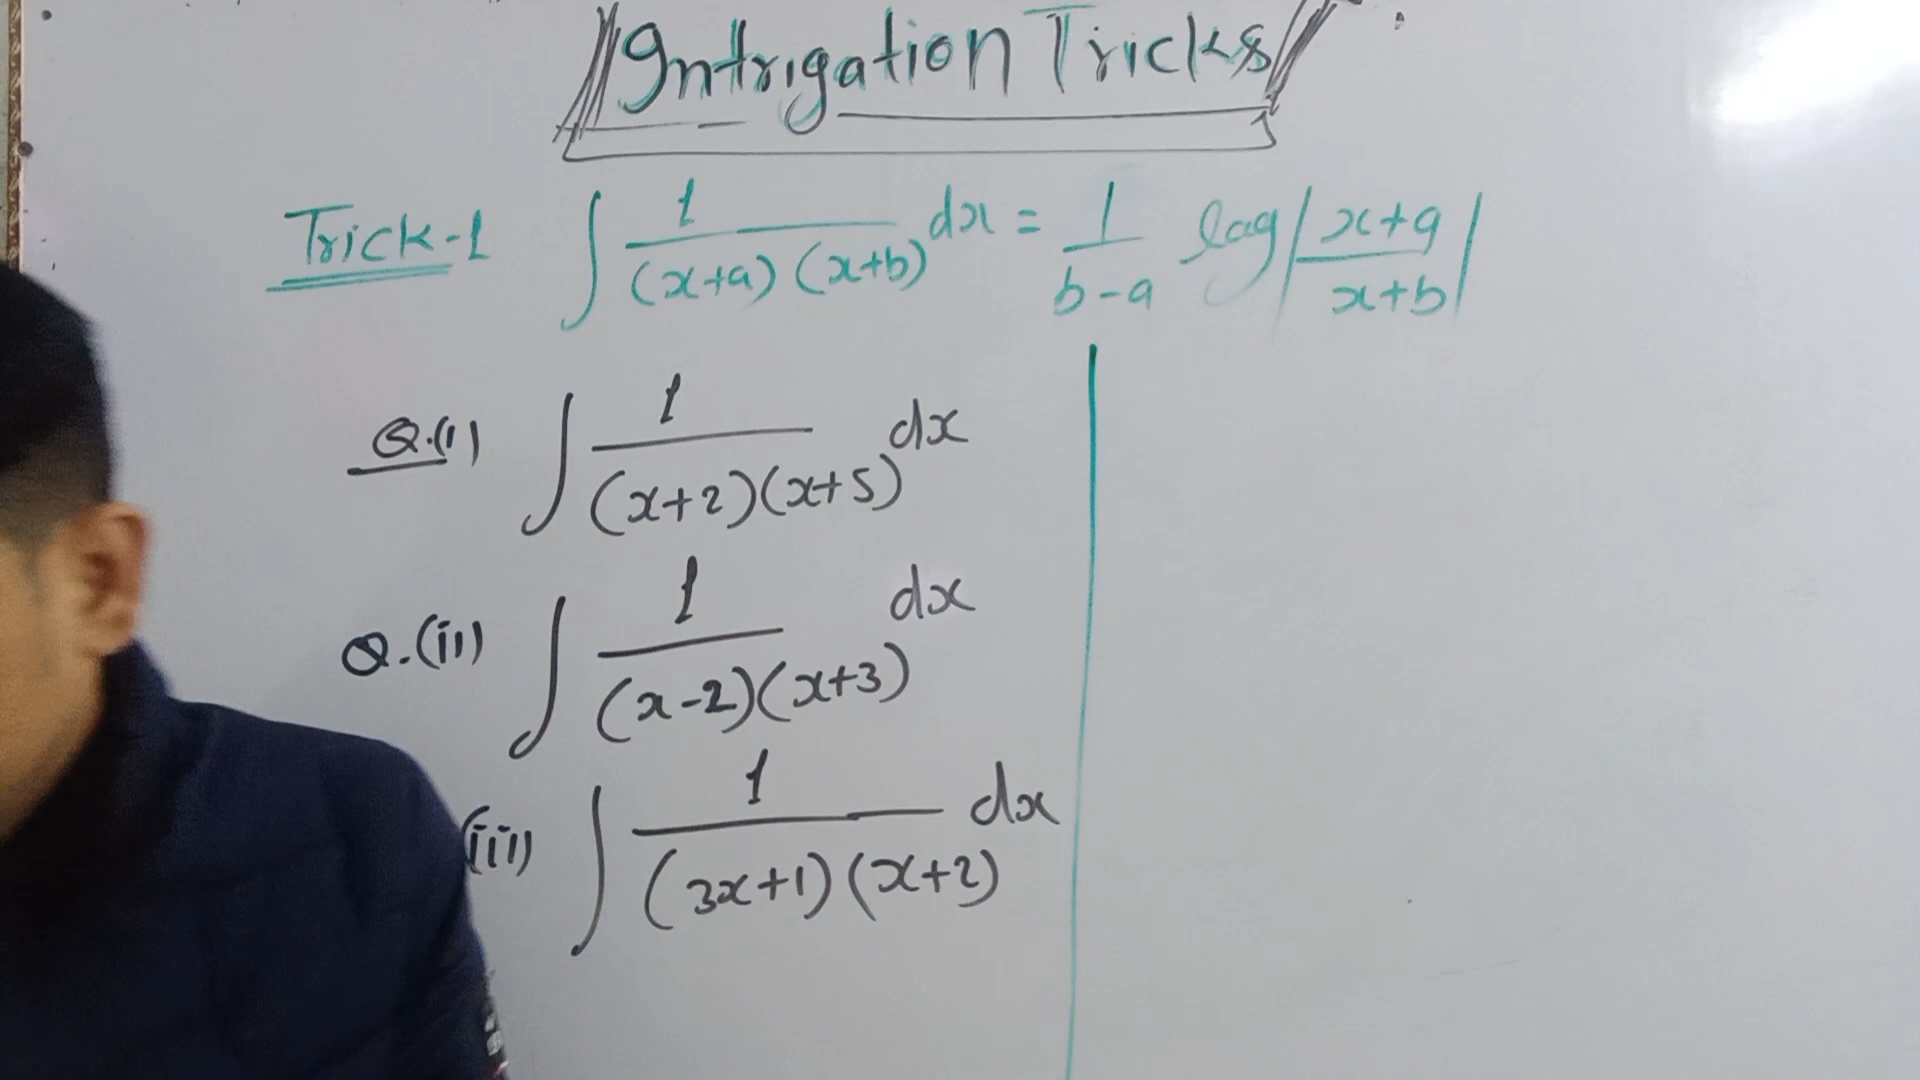 Intrigation Tricks
Trick-1 ∫ 1/(x+a)(x+b) dx = 1/b-a log|x+a/x+b|
Q.(i) ∫ 1/(x+2)(x+5) dx
Q.(ii) ∫ 1/(x-2)(x+3) dx
(iii) ∫ 1/(3x+1)(x+2) dx